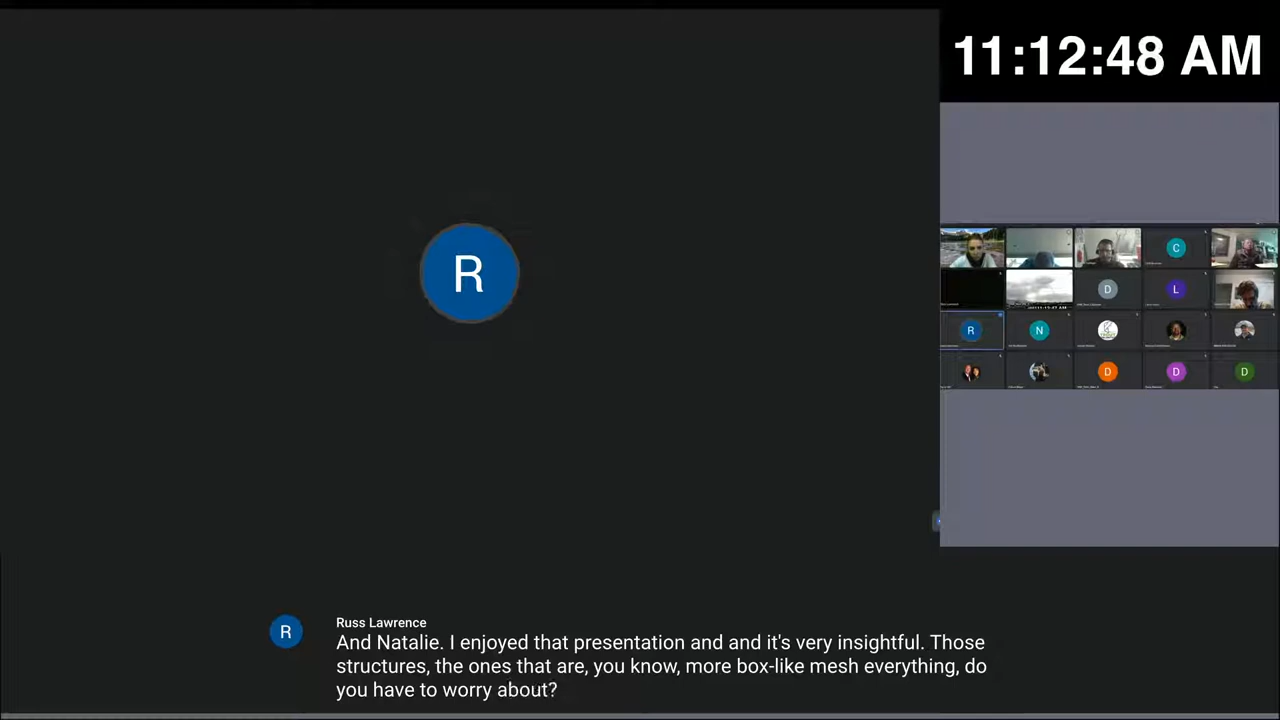 11:12:48 AM
R
C
D
L
R
N
D
D
D
R
Russ Lawrence
And Natalie. I enjoyed that presentation and and it's very insightful. Those
structures, the ones that are, you know, more box-like mesh everything, do
you have to worry about?